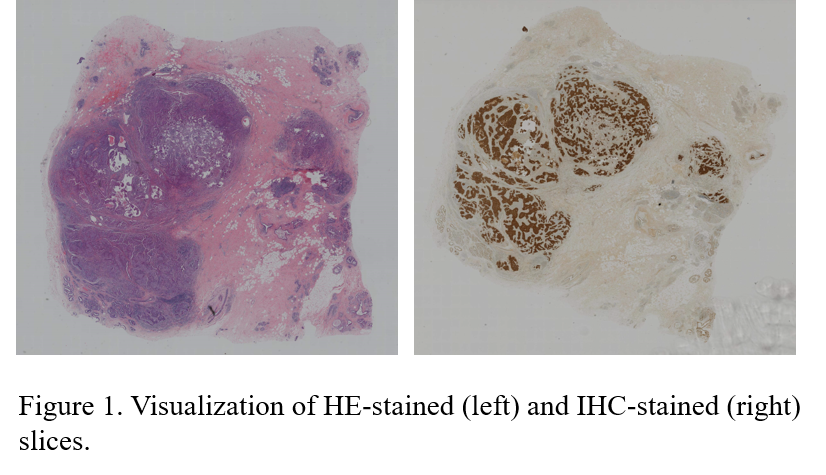 Figure 1. Visualization of HE-stained (left) and IHC-stained (right)
slices.